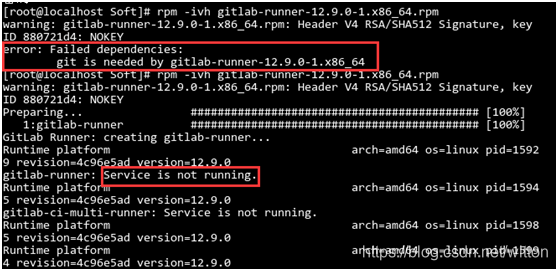 [root@localhost Soft]# rpm -ivh gitlab-runner-12.9.0-1.x86_64.rpm
warning: gitlab-runner-12.9.0-1.x86_64.rpm: Header V4 RSA/SHA512 Signature, key
ID 880721d4: NOKEY
error: Failed dependencies:
git is needed by gitlab-runner-12.9.0-1.x86_64
[root@localhost Soft]# rpm -ivh gitlab-runner-12.9.0-1.x86_64.rpm
warning: gitlab-runner-12.9.0-1.x86_64.rpm: Header V4 RSA/SHA512 Signature, key
ID 880721d4: NOKEY
Preparing... ########################################## [100%]
1:gitlab-runner ########################################## [100%]
GitLab Runner: creating gitlab-runner...
Runtime platform arch=amd64 os=linux pid=1592
9 revision=4c96e5ad version=12.9.0
gitlab-runner: Service is not running.
Runtime platform arch=amd64 os=linux pid=1594
5 revision=4c96e5ad version=12.9.0
gitlab-ci-multi-runner: Service is not running.
Runtime platform arch=amd64 os=linux pid=1598
5 revision=4c96e5ad version=12.9.0
Runtime platform arch=amd64 os=linux pid=1599
4 revision=4c96e5ad version=12.9.0
https://blog.csdn.net/witton